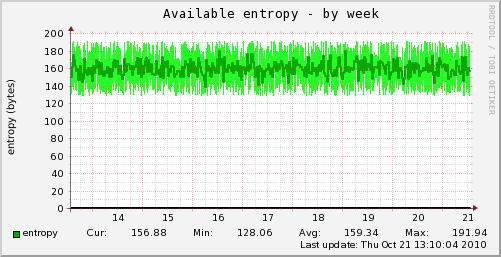 Available entropy - by week
RRDTOOL / TOBI OETIKER
entropy (bytes)
200
180
160
140
120
100
80
60
40
20
0
14 15 16 17 18 19 20 21
entropy Cur: 156.88 Min: 128.06 Avg: 159.34 Max: 191.94
Last update: Thu Oct 21 13:10:04 2010